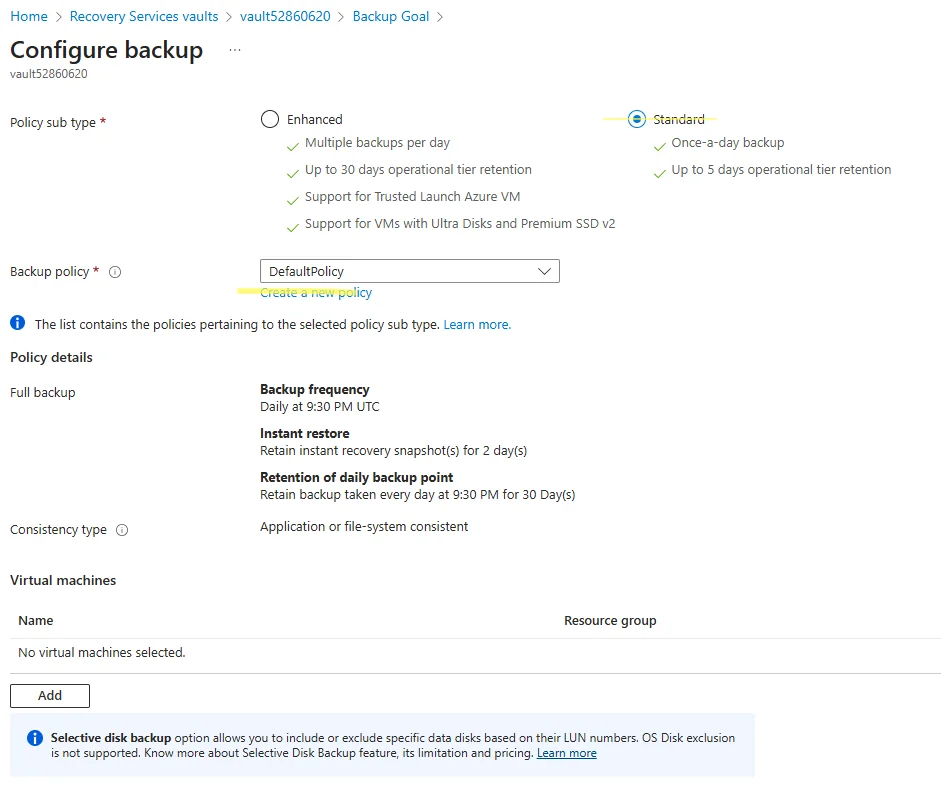 Home > Recovery Services vaults > vault52860620 > Backup Goal >
Configure backup ...
vault52860620
Policy sub type *
Enhanced
Multiple backups per day
Up to 30 days operational tier retention
Support for Trusted Launch Azure VM
Support for VMs with Ultra Disks and Premium SSD v2
Standard
Once-a-day backup
Up to 5 days operational tier retention
Backup policy *
DefaultPolicy
Create a new policy
The list contains the policies pertaining to the selected policy sub type. Learn more.
Policy details
Full backup
Backup frequency
Daily at 9:30 PM UTC
Instant restore
Retain instant recovery snapshot(s) for 2 day(s)
Retention of daily backup point
Retain backup taken every day at 9:30 PM for 30 Day(s)
Consistency type
Application or file-system consistent
Virtual machines
Name Resource group
No virtual machines selected.
Add
Selective disk backup option allows you to include or exclude specific data disks based on their LUN numbers. OS Disk exclusion
is not supported. Know more about Selective Disk Backup feature, its limitation and pricing. Learn more